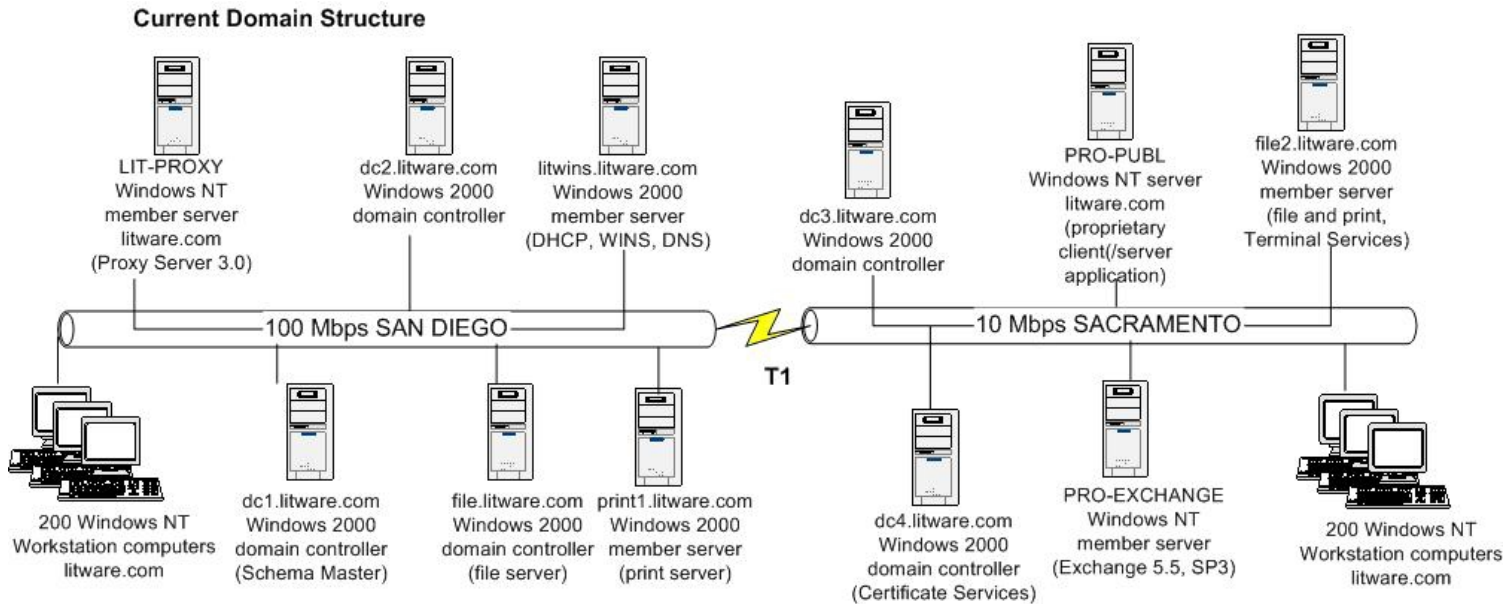 Current Domain Structure
LIT-PROXY
Windows NT
member server
litware.com
(Proxy Server 3.0)
dc2.litware.com
Windows 2000
domain controller
litwins.litware.com
Windows 2000
member server
(DHCP, WINS, DNS)
dc3.litware.com
Windows 2000
domain controller
PRO-PUBL
Windows NT server
litware.com
(proprietary
client(/server
application)
file2.litware.com
Windows 2000
member server
(file and print,
Terminal Services)
100 Mbps SAN DIEGO
T1
10 Mbps SACRAMENTO
200 Windows NT
Workstation computers
litware.com
dc1.litware.com
Windows 2000
domain controller
(Schema Master)
file.litware.com
Windows 2000
domain controller
(file server)
print1.litware.com
Windows 2000
member server
(print server)
dc4.litware.com
Windows 2000
domain controller
(Certificate Services)
PRO-EXCHANGE
Windows NT
member server
(Exchange 5.5, SP3)
200 Windows NT
Workstation computers
litware.com